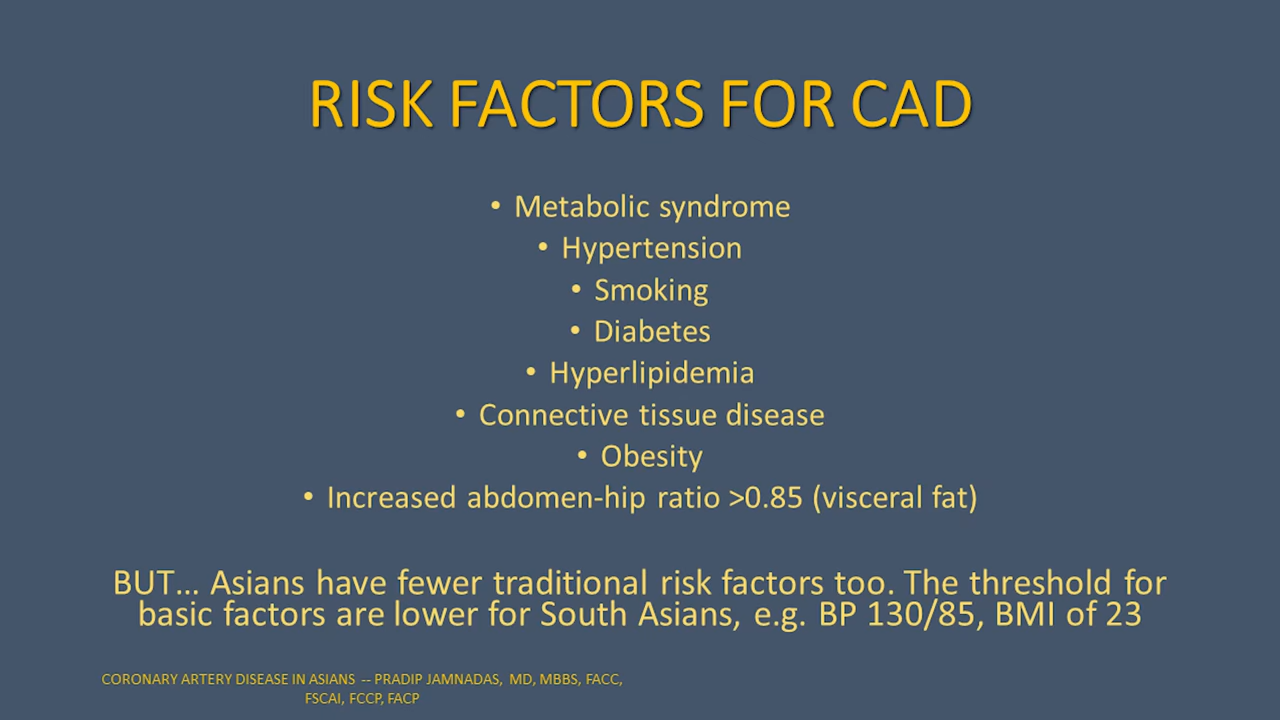 RISK FACTORS FOR CAD
• Metabolic syndrome
• Hypertension
• Smoking
• Diabetes
• Hyperlipidemia
• Connective tissue disease
• Obesity
• Increased abdomen-hip ratio >0.85 (visceral fat)
BUT... Asians have fewer traditional risk factors too. The threshold for
basic factors are lower for South Asians, e.g. BP 130/85, BMI of 23
CORONARY ARTERY DISEASE IN ASIANS -- PRADIP JAMNADAS, MD, MBBS, FACC,
FSCAI, FCCP, FACP